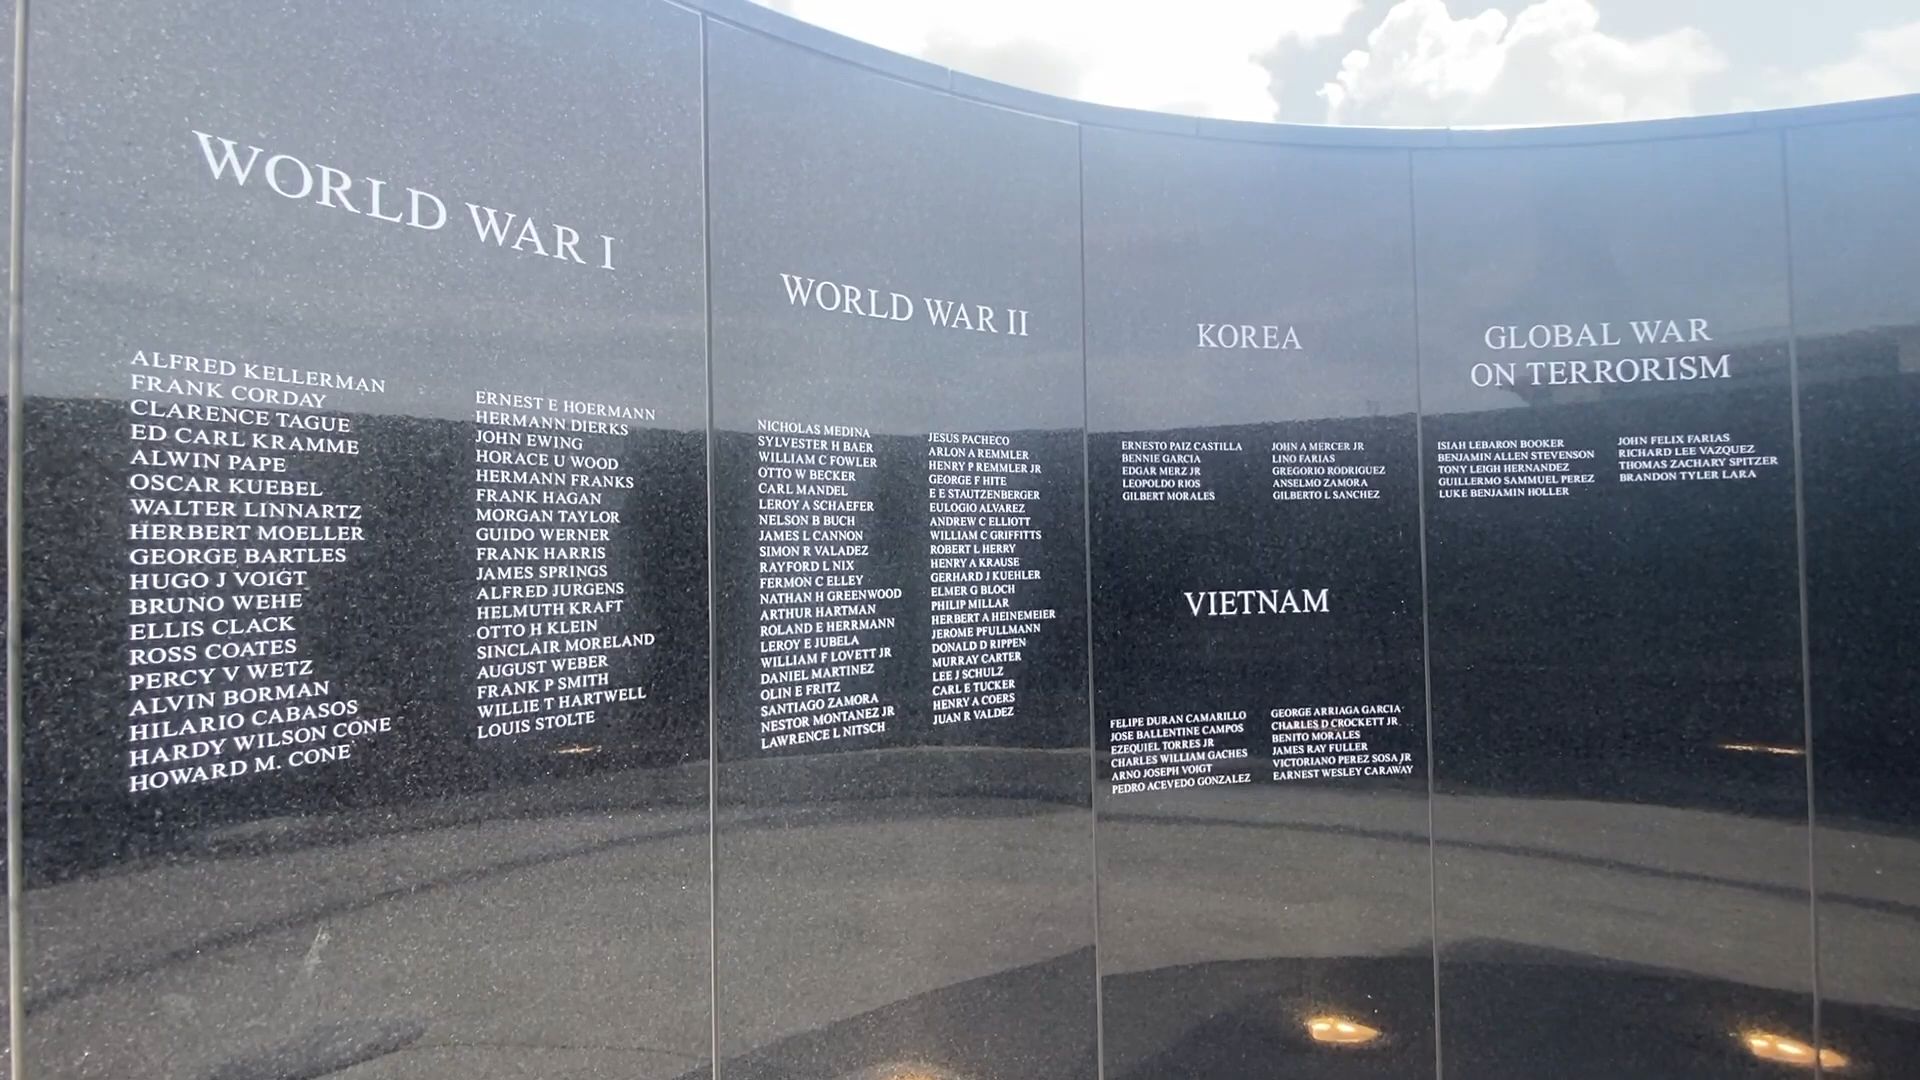 WORLD WAR I
ALFRED KELLERMAN
FRANK CORDAY
CLARENCE TAGUE
ED CARL KRAMME
ALWIN PAPE
OSCAR KUEBEL
WALTER LINNARTZ
HERBERT MOELLER
GEORGE BARTLES
HUGO J VOIGT
BRUNO WEHE
ELLIS CLACK
ROSS COATES
PERCY V WETZ
ALVIN BORMAN
HILARIO CABASOS
HARDY WILSON CONE
HOWARD M. CONE
ERNEST E HOERMANN
HERMANN DIERKS
JOHN EWING
HORACE U WOOD
HERMANN FRANKS
FRANK HAGAN
MORGAN TAYLOR
GUIDO WERNER
FRANK HARRIS
JAMES SPRINGS
ALFRED JURGENS
HELMUTH KRAFT
OTTO H KLEIN
SINCLAIR MORELAND
AUGUST WEBER
FRANK P SMITH
WILLIE T HARTWELL
LOUIS STOLTE
WORLD WAR II
NICHOLAS MEDINA
SYLVESTER H BAER
WILLIAM C FOWLER
OTTO W BECKER
CARL MANDEL
LEROY A SCHAEFER
NELSON B BUCH
JAMES L CANNON
SIMON R VALADEZ
RAYFORD L NIX
FERMON C ELLEY
NATHAN H GREENWOOD
ARTHUR HARTMAN
ROLAND E HERRMANN
LEROY E JUBELA
WILLIAM F LOVETT JR
DANIEL MARTINEZ
OLIN E FRITZ
SANTIAGO ZAMORA
NESTOR MONTANEZ JR
LAWRENCE L NITSCH
JESUS PACHECO
ARLON A REMMLER
HENRY P REMMLER JR
GEORGE F HITE
E E STAUTZENBERGER
EULOGIO ALVAREZ
ANDREW C ELLIOTT
WILLIAM C GRIFFITTS
ROBERT L HERRY
HENRY A KRAUSE
GERHARD J KUEHLER
ELMER G BLOCH
PHILIP MILLAR
HERBERT A HEINEMEIER
JEROME PFULLMANN
DONALD D RIPPEN
MURRAY CARTER
LEE J SCHULZ
CARL E TUCKER
HENRY A COERS
JUAN R VALDEZ
KOREA
ERNESTO PAIZ CASTILLA
BENNIE GARCIA
EDGAR MERZ JR
LEOPOLDO RIOS
GILBERT MORALES
JOHN A MERCER JR
LINO FARIAS
GREGORIO RODRIGUEZ
ANSELMO ZAMORA
GILBERTO L SANCHEZ
VIETNAM
FELIPE DURAN CAMARILLO
JOSE BALLENTINE CAMPOS
EZEQUIEL TORRES JR
CHARLES WILLIAM GACHES
ARNO JOSEPH VOIGT
PEDRO ACEVEDO GONZALEZ
GEORGE ARRIAGA GARCIA
CHARLES D CROCKETT JR
BENITO MORALES
JAMES RAY FULLER
VICTORIANO PEREZ SOSA JR
EARNEST WESLEY CARAWAY
GLOBAL WAR
ON TERRORISM
ISIAH LEBARON BOOKER
BENJAMIN ALLEN STEVENSON
TONY LEIGH HERNANDEZ
GUILLERMO SAMMUEL PEREZ
LUKE BENJAMIN HOLLER
JOHN FELIX FARIAS
RICHARD LEE VAZQUEZ
THOMAS ZACHARY SPITZER
BRANDON TYLER LARA